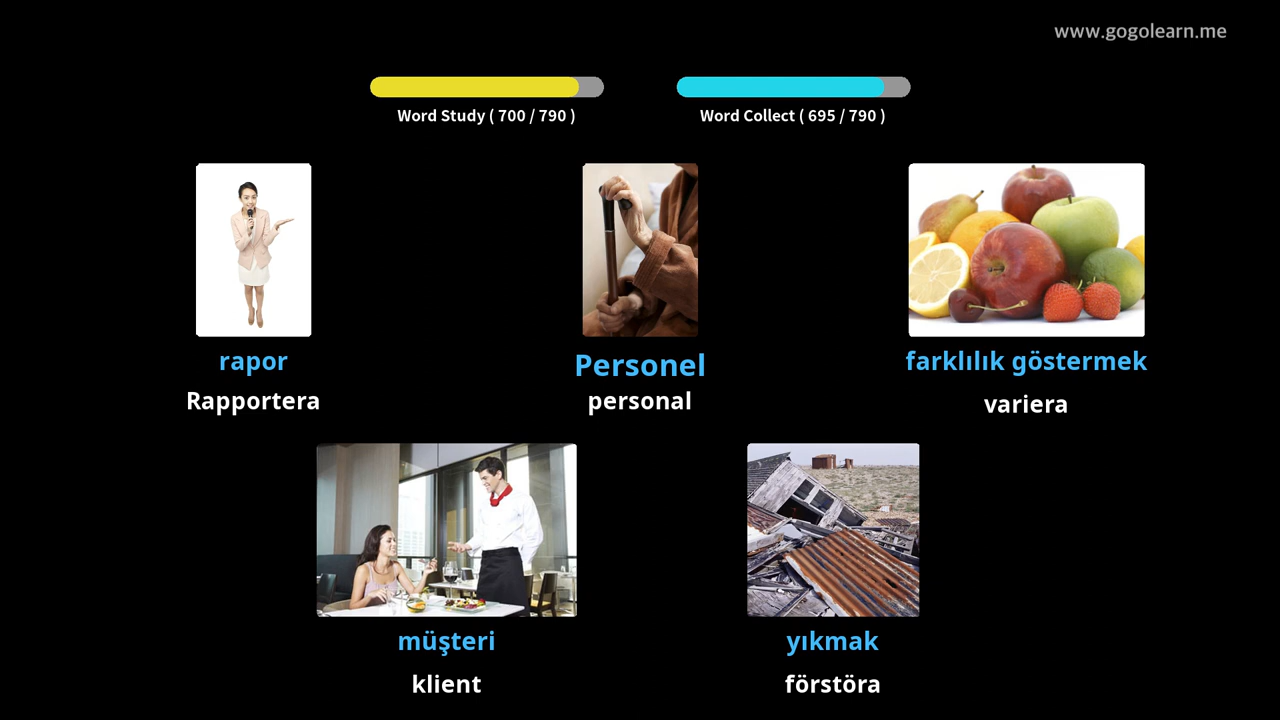 www.gogolearn.me
Word Study ( 700 / 790 )
Word Collect ( 695 / 790 )
rapor
Rapportera
Personel
personal
farklılık göstermek
variera
müşteri
klient
yıkmak
förstöra